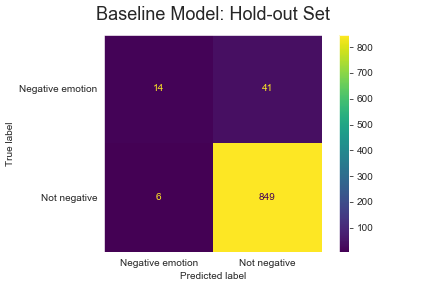 Baseline Model: Hold-out Set
Negative emotion 14 41
Not negative 6 849
Negative emotion Not negative
Predicted label
True label
800
700
600
500
400
300
200
100